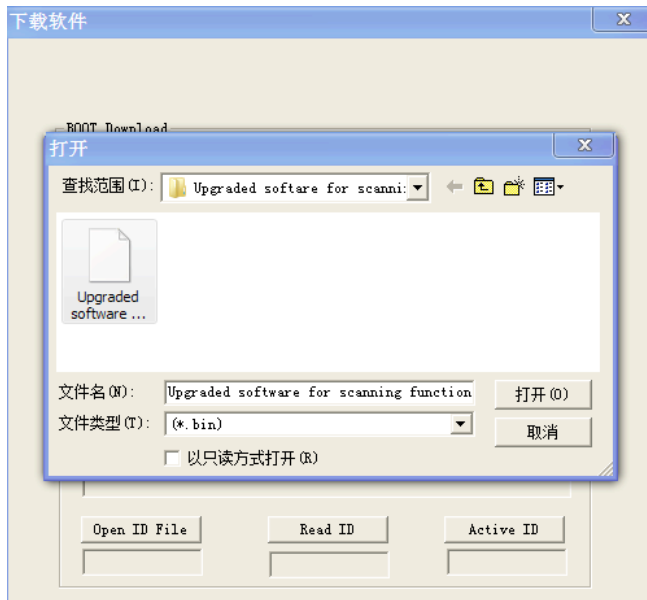 下载软件
BOOT Download
打开
查找范围(I):
Upgraded softare for scanni:
Upgraded
software ...
文件名(N):
Upgraded software for scanning function
打开(O)
文件类型(T):
(*.bin)
取消
以只读方式打开(R)
Open ID File
Read ID
Active ID